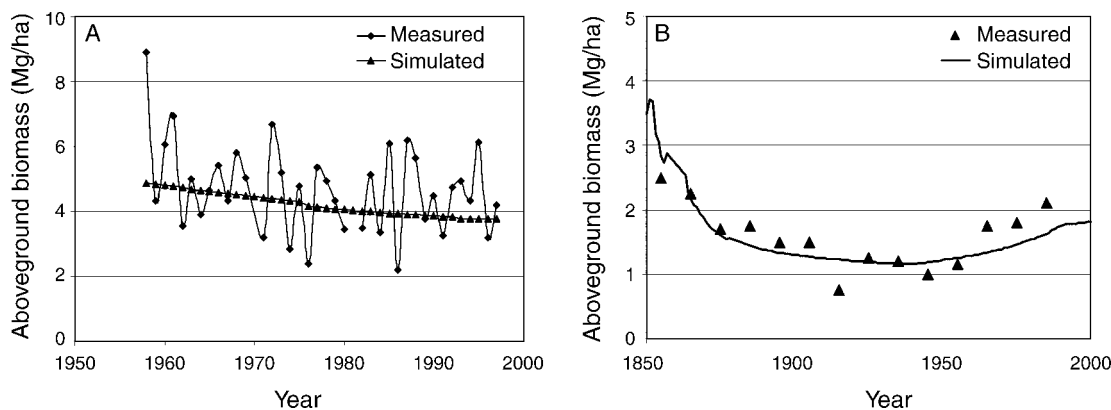 A
Measured
Simulated
Aboveground biomass (Mg/ha)
10
8
6
4
2
0
1950
1960
1970
1980
1990
2000
Year
B
Measured
Simulated
Aboveground biomass (Mg/ha)
5
4
3
2
1
0
1850
1900
1950
2000
Year